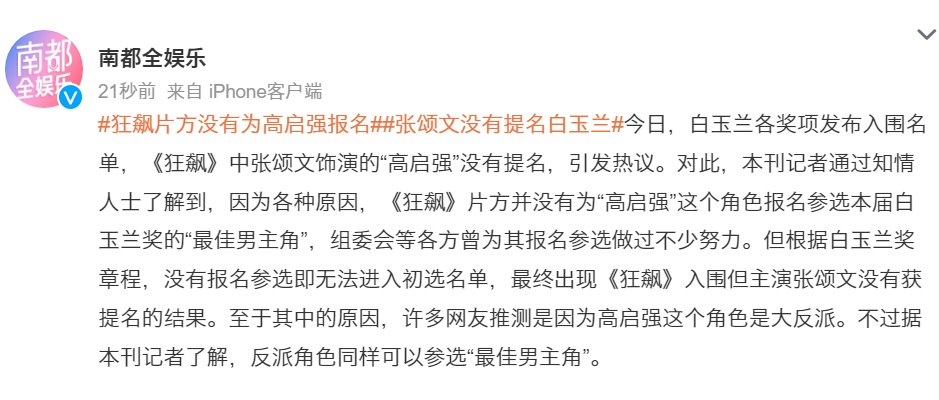 南都
全娱乐
南都全娱乐
21秒前 来自 iPhone客户端
#狂飙片方没有为高启强报名##张颂文没有提名白玉兰#今日，白玉兰各奖项发布入围名
单，《狂飙》中张颂文饰演的“高启强”没有提名，引发热议。对此，本刊记者通过知情
人士了解到，因为各种原因，《狂飙》片方并没有为“高启强”这个角色报名参选本届白
玉兰奖的“最佳男主角”，组委会等各方曾为其报名参选做过不少努力。但根据白玉兰奖
章程，没有报名参选即无法进入初选名单，最终出现《狂飙》入围但主演张颂文没有获
提名的结果。至于其中的原因，许多网友推测是因为高启强这个角色是大反派。不过据
本刊记者了解，反派角色同样可以参选“最佳男主角”。